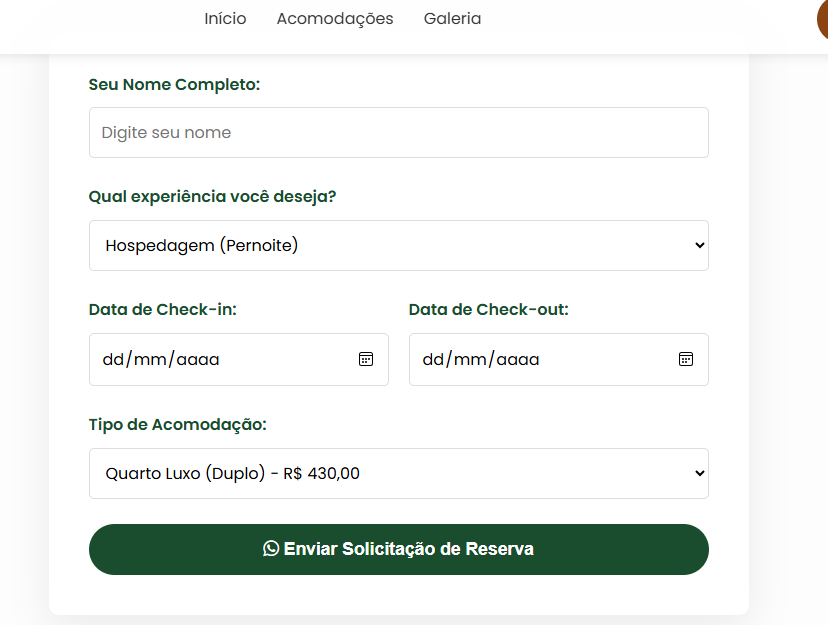 Início Acomodações Galeria
Seu Nome Completo:
Digite seu nome
Qual experiência você deseja?
Hospedagem (Pernoite)
Data de Check-in: Data de Check-out:
dd/mm/aaaa dd/mm/aaaa
Tipo de Acomodação:
Quarto Luxo (Duplo) - R$ 430,00
Enviar Solicitação de Reserva